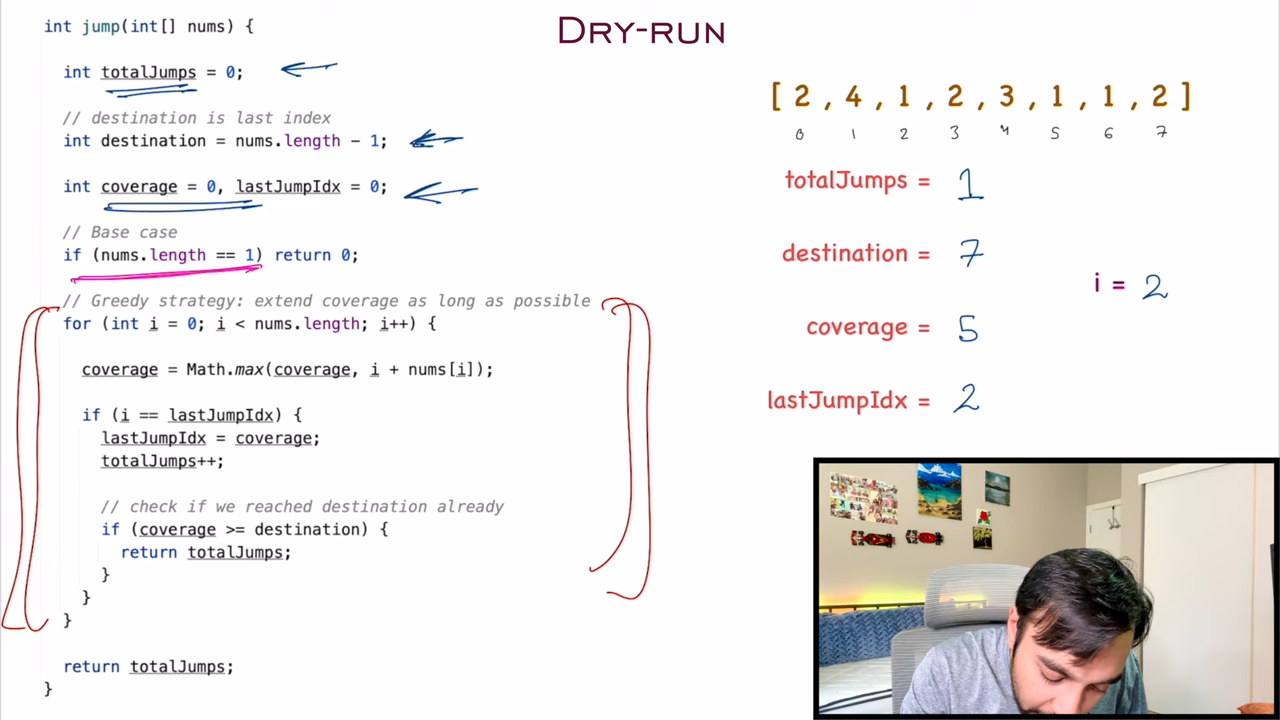 DRY-RUN
int jump(int[] nums) {
int totalJumps = 0;
// destination is last index
int destination = nums.length - 1;
int coverage = 0, lastJumpIdx = 0;
// Base case
if (nums.length == 1) return 0;
// Greedy strategy: extend coverage as long as possible
for (int i = 0; i < nums.length; i++) {
coverage = Math.max(coverage, i + nums[i]);
if (i == lastJumpIdx) {
lastJumpIdx = coverage;
totalJumps++;
// check if we reached destination already
if (coverage >= destination) {
return totalJumps;
}
}
}
return totalJumps;
}
[ 2 , 4 , 1 , 2 , 3 , 1 , 1 , 2 ]
0 1 2 3 4 5 6 7
totalJumps = 1
destination = 7
i = 2
coverage = 5
lastJumpIdx = 2